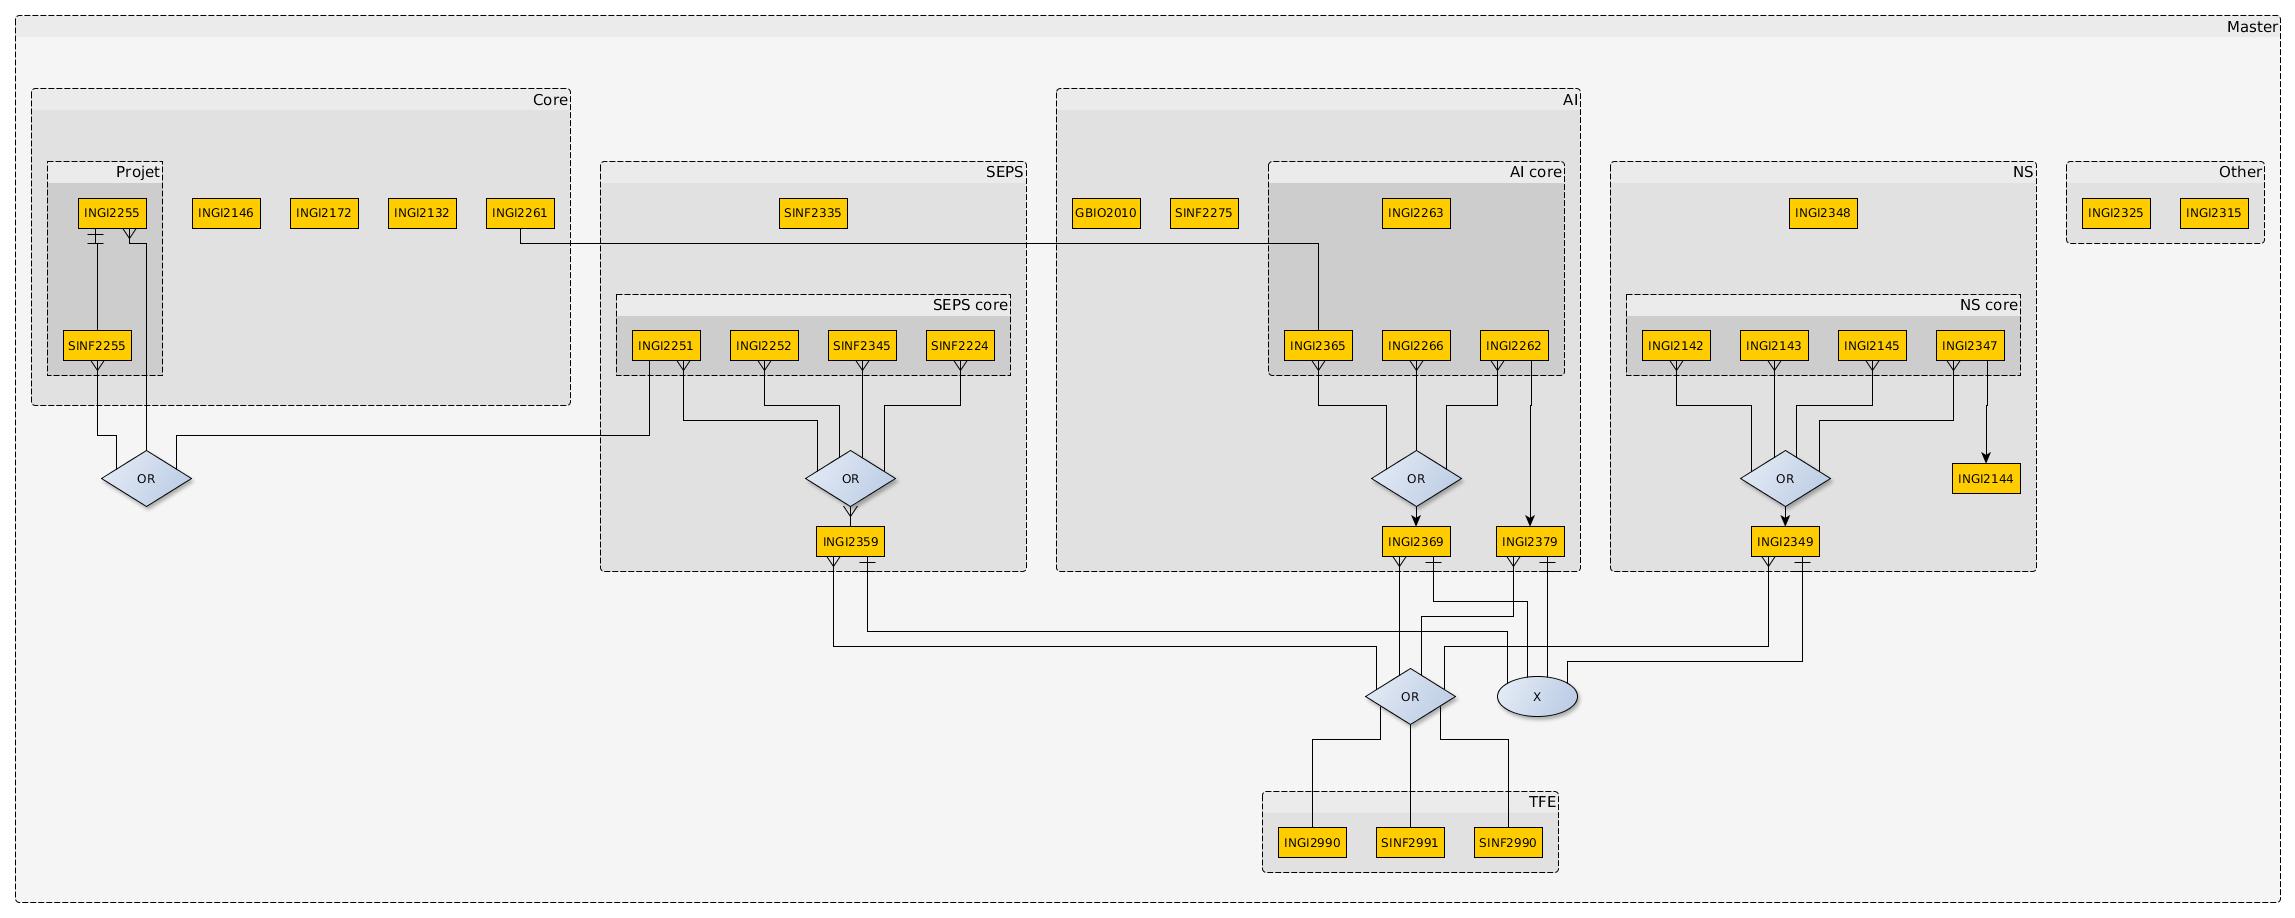 Master
Core
AI
Projet
SEPS
AI core
NS
Other
INGI2255
INGI2146
INGI2172
INGI2132
INGI2261
SINF2335
GBIO2010
SINF2275
INGI2263
INGI2348
INGI2325
INGI2315
SEPS core
NS core
SINF2255
INGI2251
INGI2252
SINF2345
SINF2224
INGI2365
INGI2266
INGI2262
INGI2142
INGI2143
INGI2145
INGI2347
OR
OR
OR
OR
INGI2144
INGI2359
INGI2369
INGI2379
INGI2349
OR
X
TFE
INGI2990
SINF2991
SINF2990